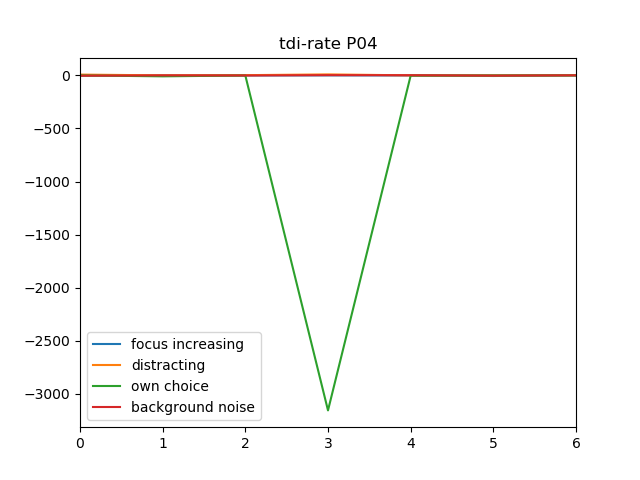 tdi-rate P04
0
−500
−1000
−1500
−2000
−2500
−3000
focus increasing
distracting
own choice
background noise
0 1 2 3 4 5 6